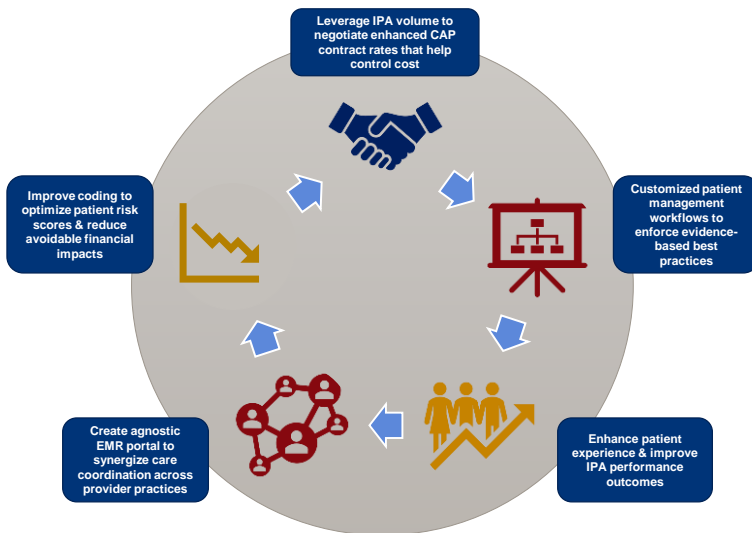 Leverage IPA volume to
negotiate enhanced CAP
contract rates that help
control cost
Customized patient
management
workflows to
enforce evidence-
based best
practices
Enhance patient
experience & improve
IPA performance
outcomes
Create agnostic
EMR portal to
synergize care
coordination across
provider practices
Improve coding to
optimize patient risk
scores & reduce
avoidable financial
impacts